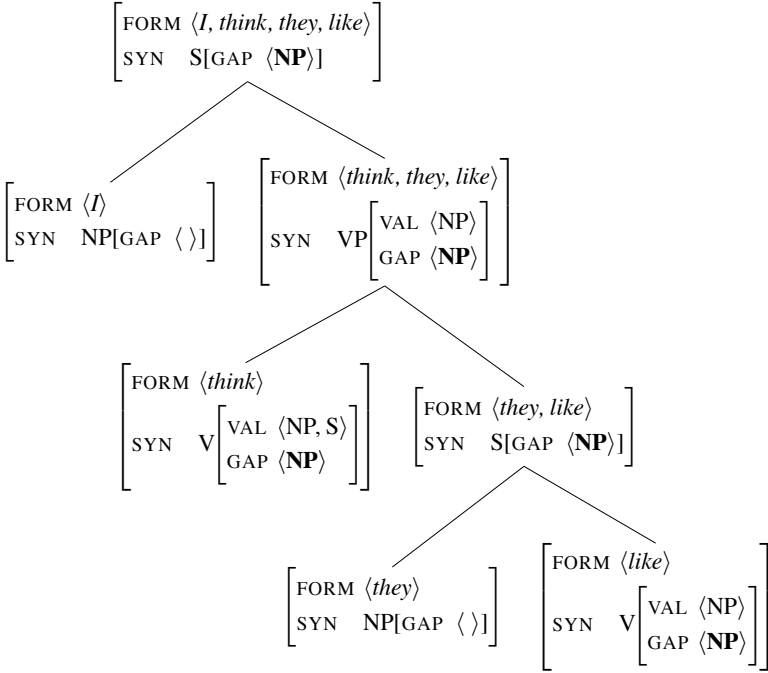 FORM ⟨I, think, they, like⟩
SYN S[GAP ⟨NP⟩]
FORM ⟨I⟩
SYN NP[GAP ⟨ ⟩]
FORM ⟨think, they, like⟩
SYN VP[VAL ⟨NP⟩
GAP ⟨NP⟩]
FORM ⟨think⟩
SYN V[VAL ⟨NP, S⟩
GAP ⟨NP⟩]
FORM ⟨they, like⟩
SYN S[GAP ⟨NP⟩]
FORM ⟨they⟩
SYN NP[GAP ⟨ ⟩]
FORM ⟨like⟩
SYN V[VAL ⟨NP⟩
GAP ⟨NP⟩]